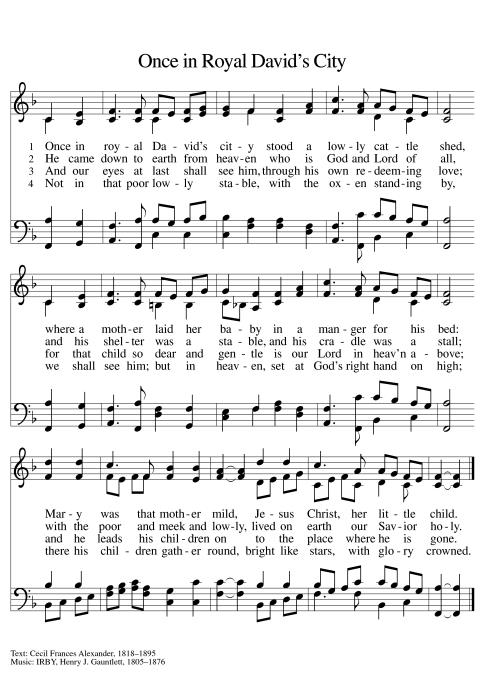 Once in Royal David's City
1 Once in roy - al Da - vid's cit - y stood a low - ly cat - tle shed,
2 He came down to earth from heav - en who is God and Lord of all,
3 And our eyes at last shall see him, through his own re - deem - ing love;
4 Not in that poor low - ly sta - ble, with the ox - en stand - ing by,
where a moth - er laid her ba - by in a man - ger for his bed:
and his shel - ter was a sta - ble, and his cra - dle was a stall;
for that child so dear and gen - tle is our Lord in heav'n a - bove;
we shall see him; but in heav - en, set at God's right hand on high;
Mar - y was that moth - er mild, Je - sus Christ, her lit - tle child.
with the poor and meek and low - ly, lived on earth our Sav - ior ho - ly.
and he leads his chil - dren on to the place where he is gone.
there his chil - dren gath - er round, bright like stars, with glo - ry crowned.
Text: Cecil Frances Alexander, 1818–1895
Music: IRBY, Henry J. Gauntlett, 1805–1876